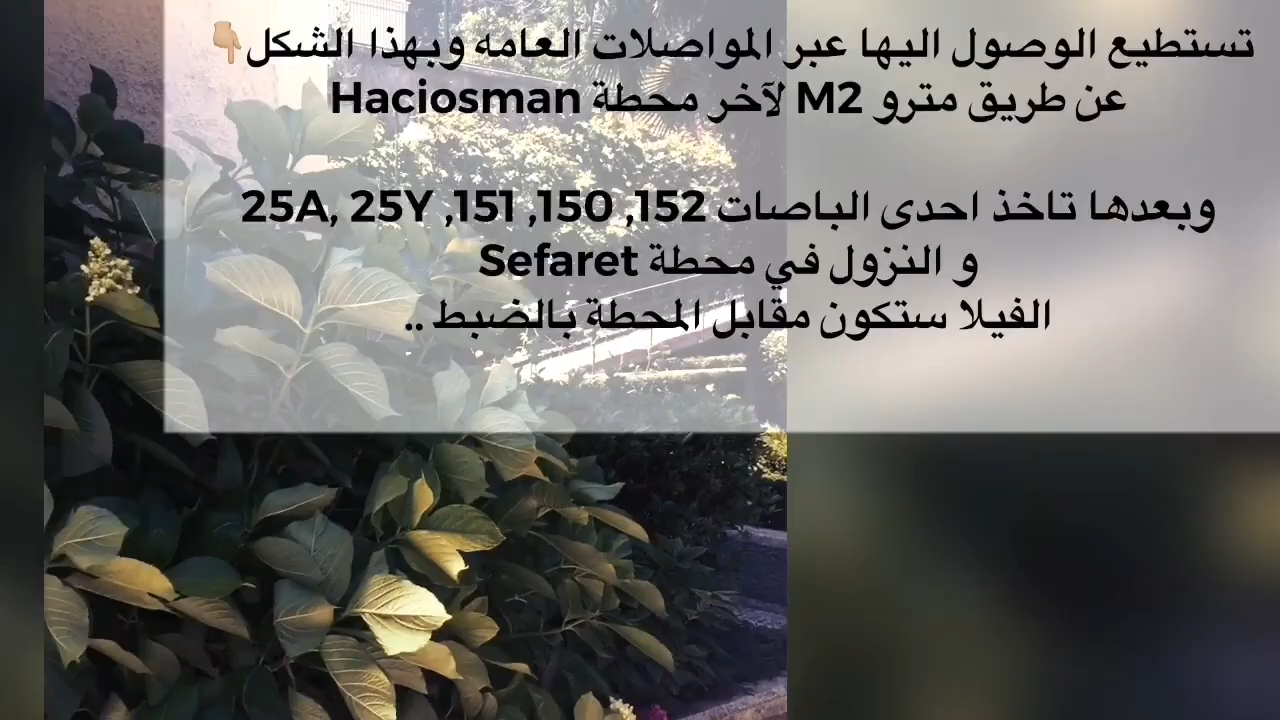 تستطيع الوصول اليها عبر المواصلات العامه وبهذا الشكل👇🏼
عن طريق مترو M2 لآخر محطة Haciosman
وبعدها تاخذ احدى الباصات 152, 150, 151, 25A, 25Y
و النزول في محطة Sefaret
الفيلا ستكون مقابل المحطة بالضبط ..